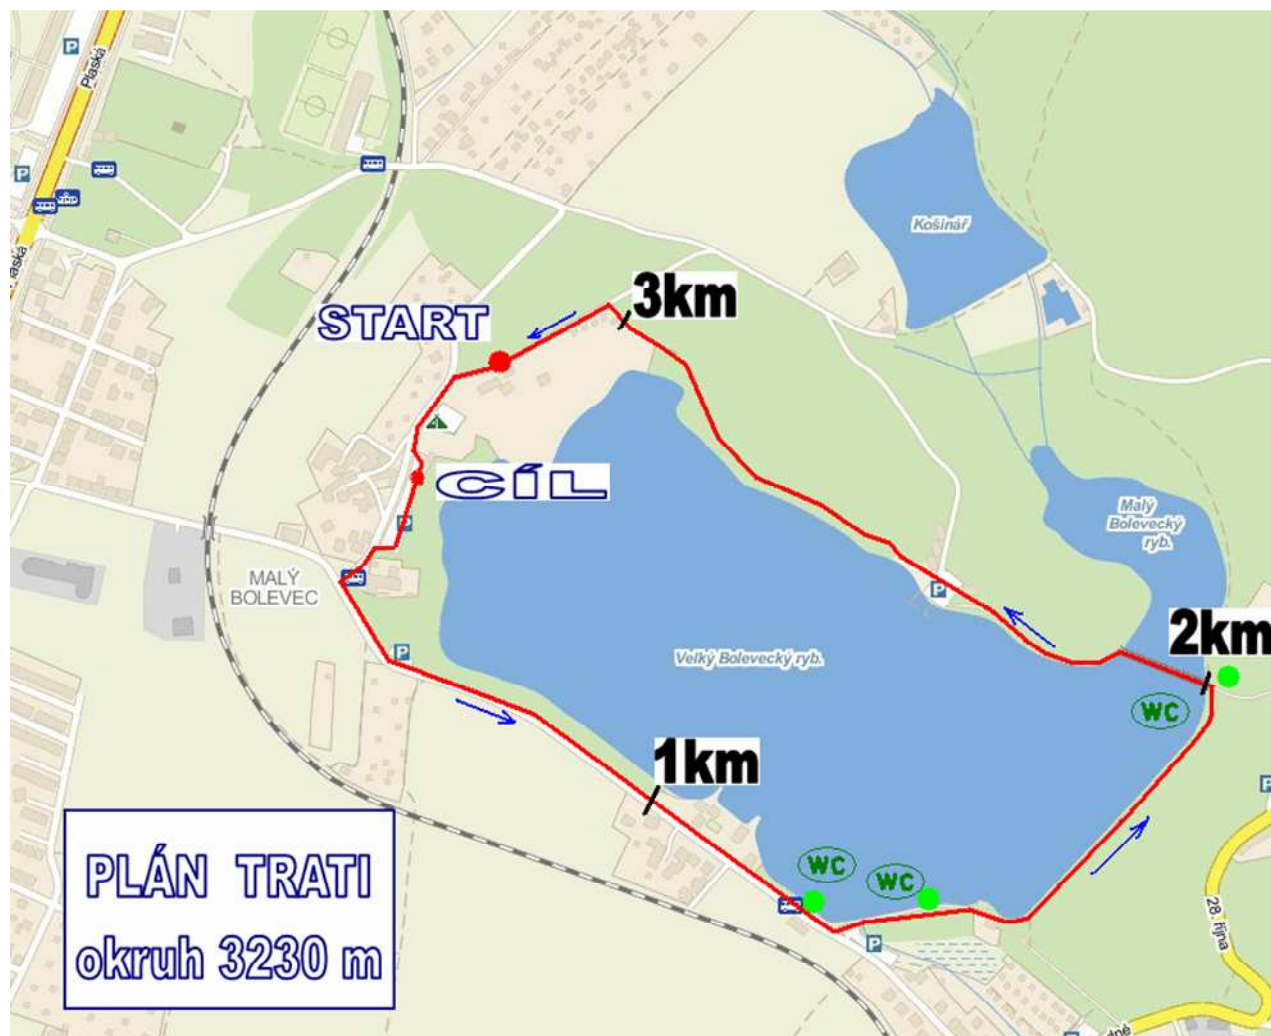 P
Plaská
P
Košinář
3km
START
CÍL
Malý
Bolevecký
ryb.
P
P
MALÝ
BOLEVEC
2km
P
Velký Bolevecký ryb.
WC
1km
P
PLÁN TRATI
okruh 3230 m
WC
WC
28. října
P
P